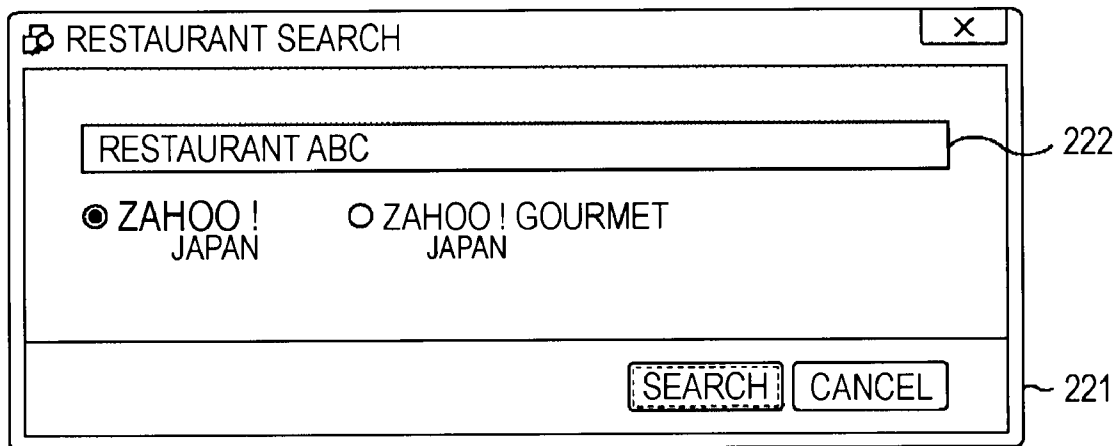 RESTAURANT SEARCH X
RESTAURANT ABC
222
ZAHOO! ZAHOO! GOURMET
JAPAN JAPAN
SEARCH CANCEL
221